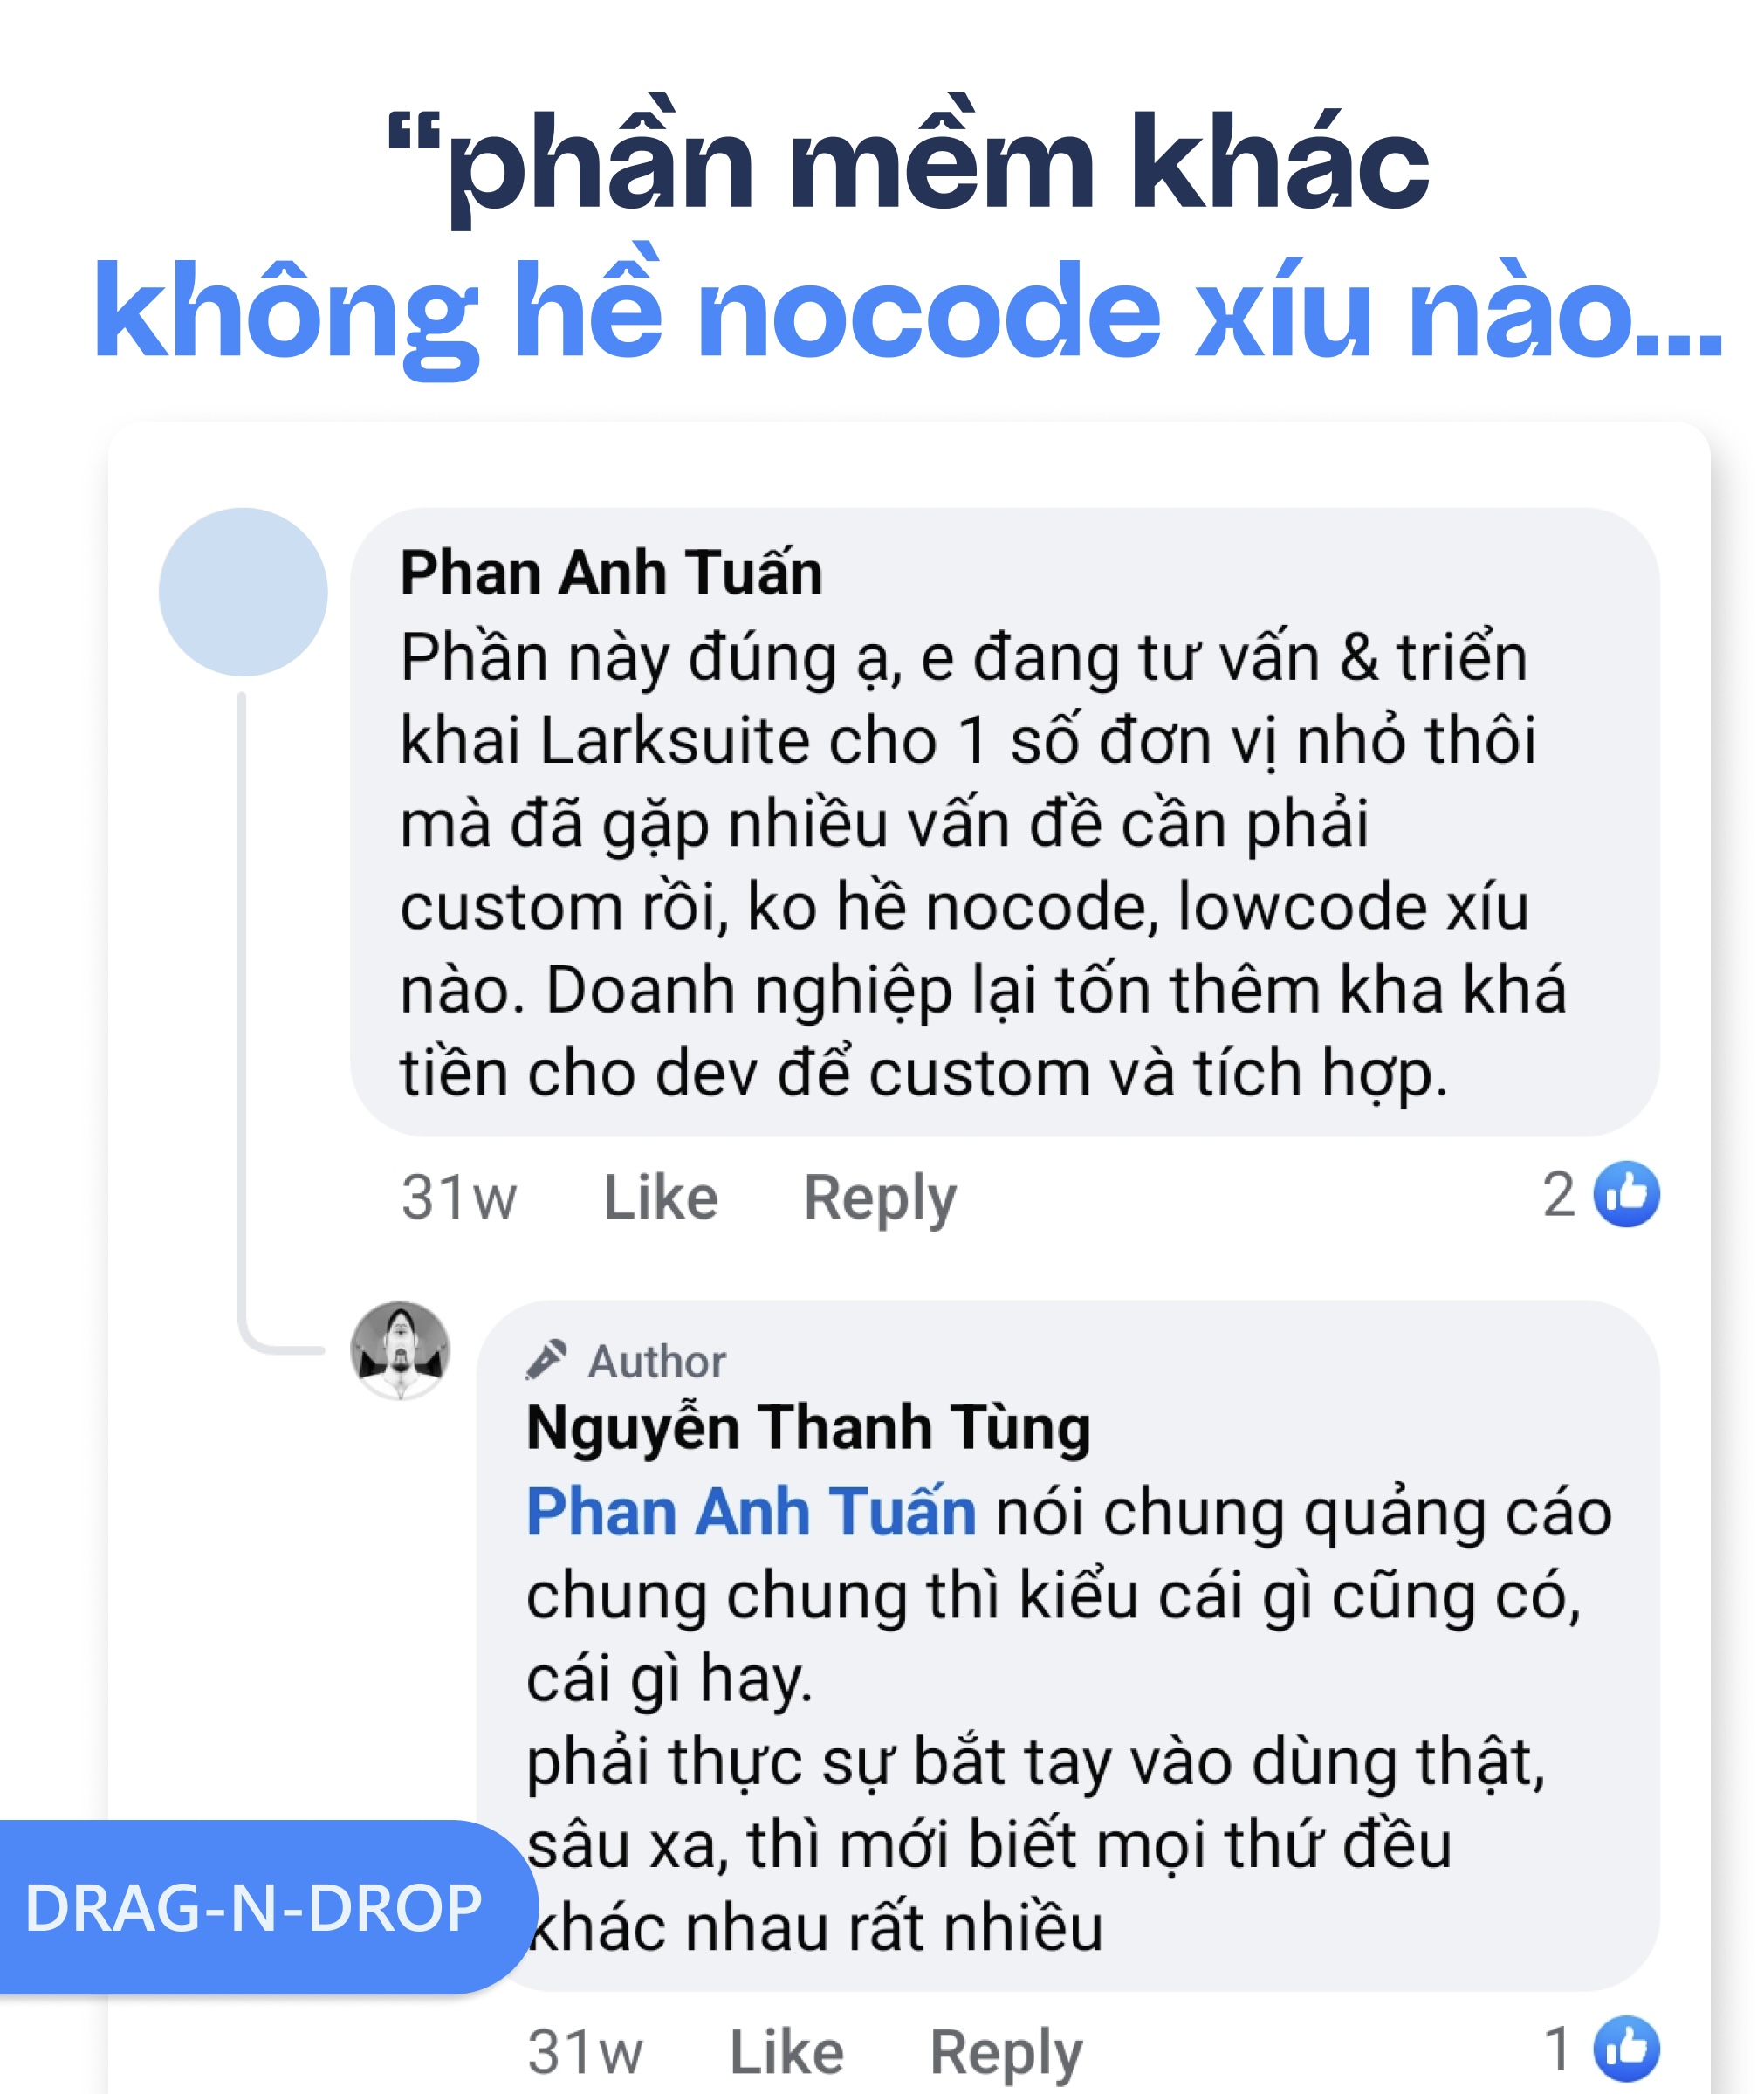 “phần mềm khác
không hề nocode xíu nào...
Phan Anh Tuấn
Phần này đúng ạ, e đang tư vấn & triển
khai Larksuite cho 1 số đơn vị nhỏ thôi
mà đã gặp nhiều vấn đề cần phải
custom rồi, ko hề nocode, lowcode xíu
nào. Doanh nghiệp lại tốn thêm kha khá
tiền cho dev để custom và tích hợp.
31w Like Reply 2
Author
Nguyễn Thanh Tùng
Phan Anh Tuấn nói chung quảng cáo
chung chung thì kiểu cái gì cũng có,
cái gì hay.
phải thực sự bắt tay vào dùng thật,
sâu xa, thì mới biết mọi thứ đều
khác nhau rất nhiều
DRAG-N-DROP
31w Like Reply 1